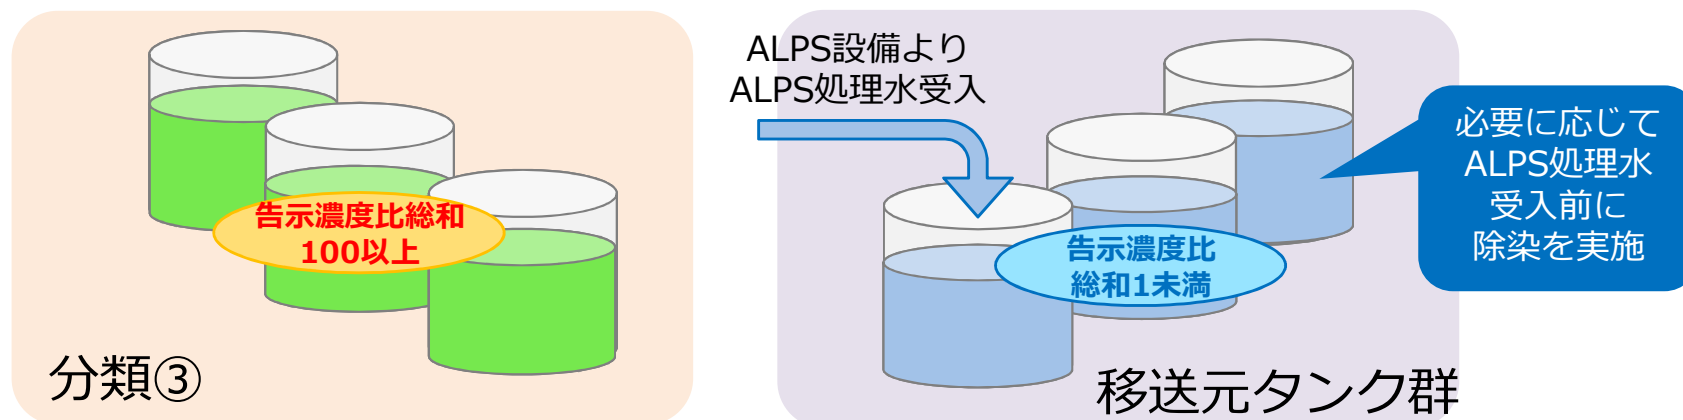 告示濃度比総和
100以上
分類③
ALPS設備より
ALPS処理水受入
告示濃度比
総和1未満
移送元タンク群
必要に応じて
ALPS処理水
受入前に
除染を実施